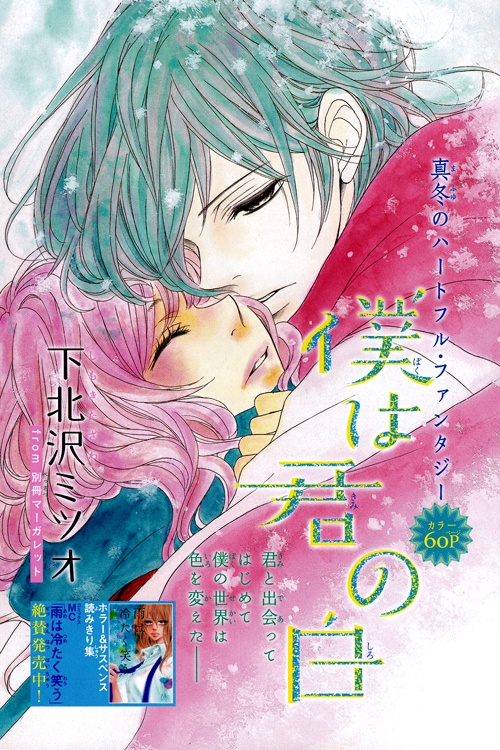 真冬のハートフル・ファンタジー
僕は君の白
カラー
60P
君と出会って
はじめて
僕の世界は
色を変えた――
下北沢ミツオ
from 別冊マーガレット
ホラー&サスペンス
読みきり集
MC
「雨は冷たく笑う」
絶賛発売中!